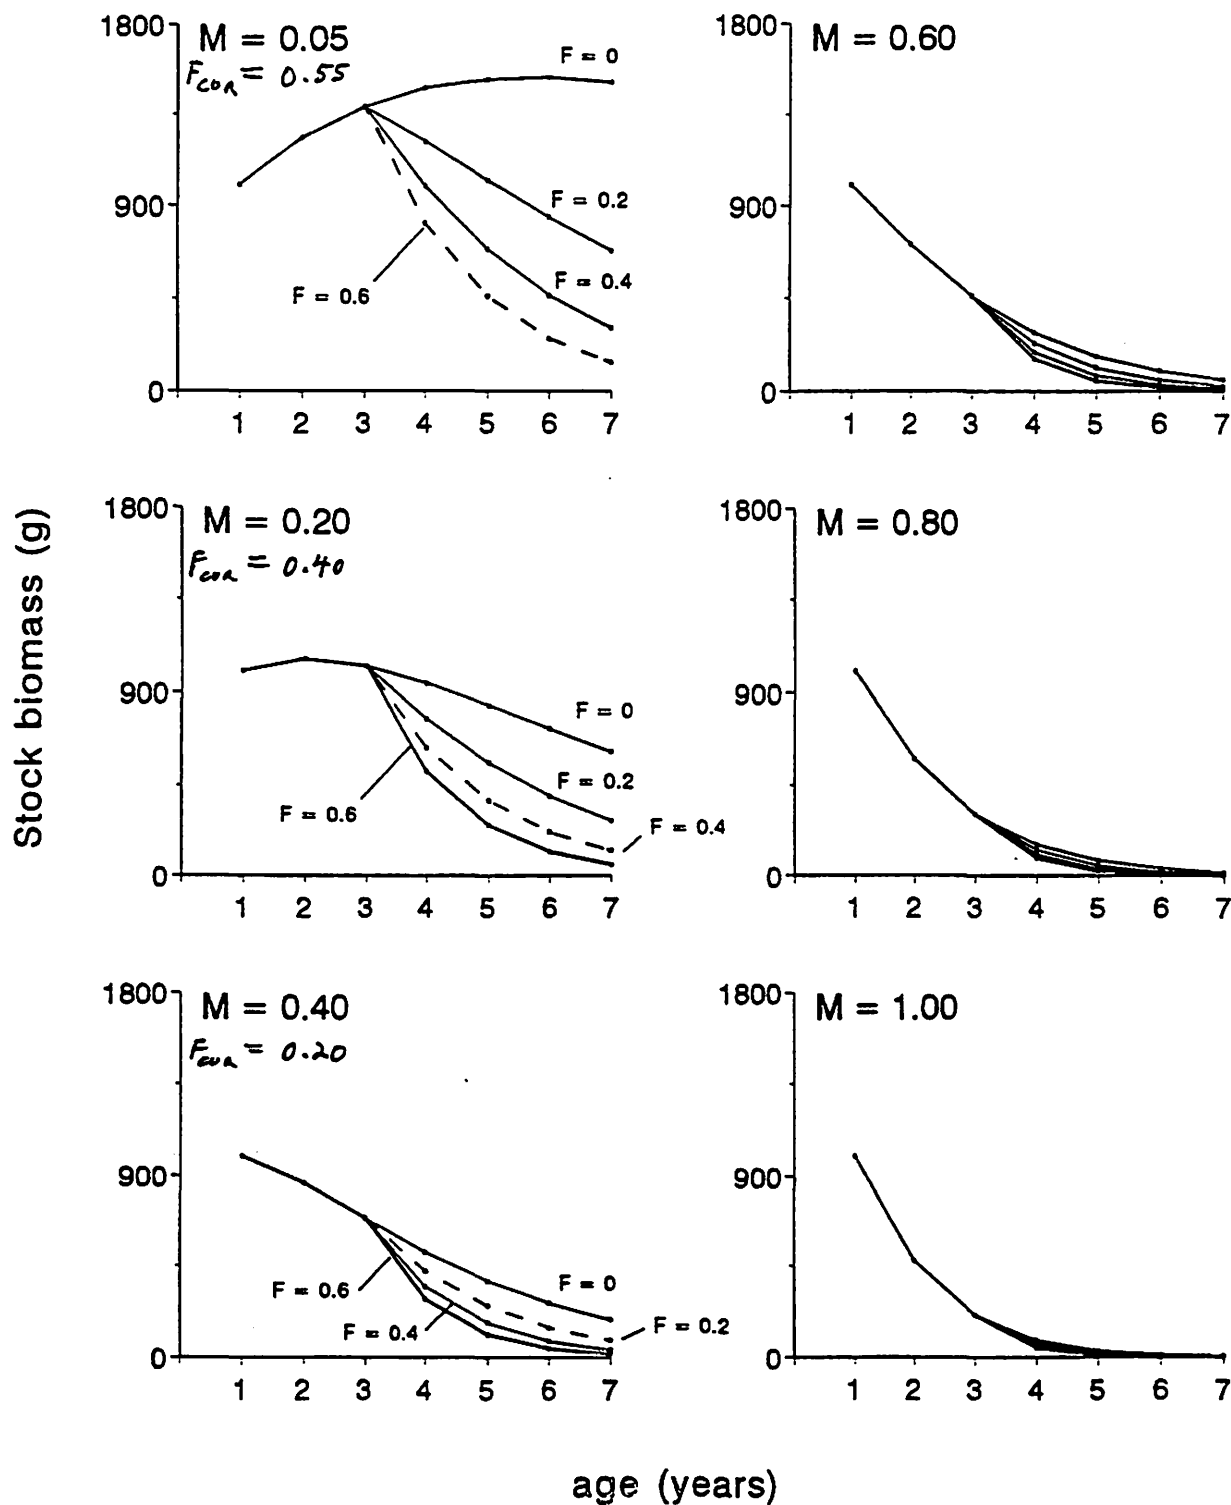 Stock biomass (g)
1800
M = 0.05
F_cur = 0.55
F = 0
900
F = 0.2
F = 0.4
F = 0.6
0
1 2 3 4 5 6 7
1800
M = 0.60
900
0
1 2 3 4 5 6 7
1800
M = 0.20
F_cur = 0.40
900
F = 0
F = 0.2
F = 0.6
F = 0.4
0
1 2 3 4 5 6 7
1800
M = 0.80
900
0
1 2 3 4 5 6 7
1800
M = 0.40
F_cur = 0.20
900
F = 0.6
F = 0
F = 0.4
F = 0.2
0
1 2 3 4 5 6 7
1800
M = 1.00
900
0
1 2 3 4 5 6 7
age (years)